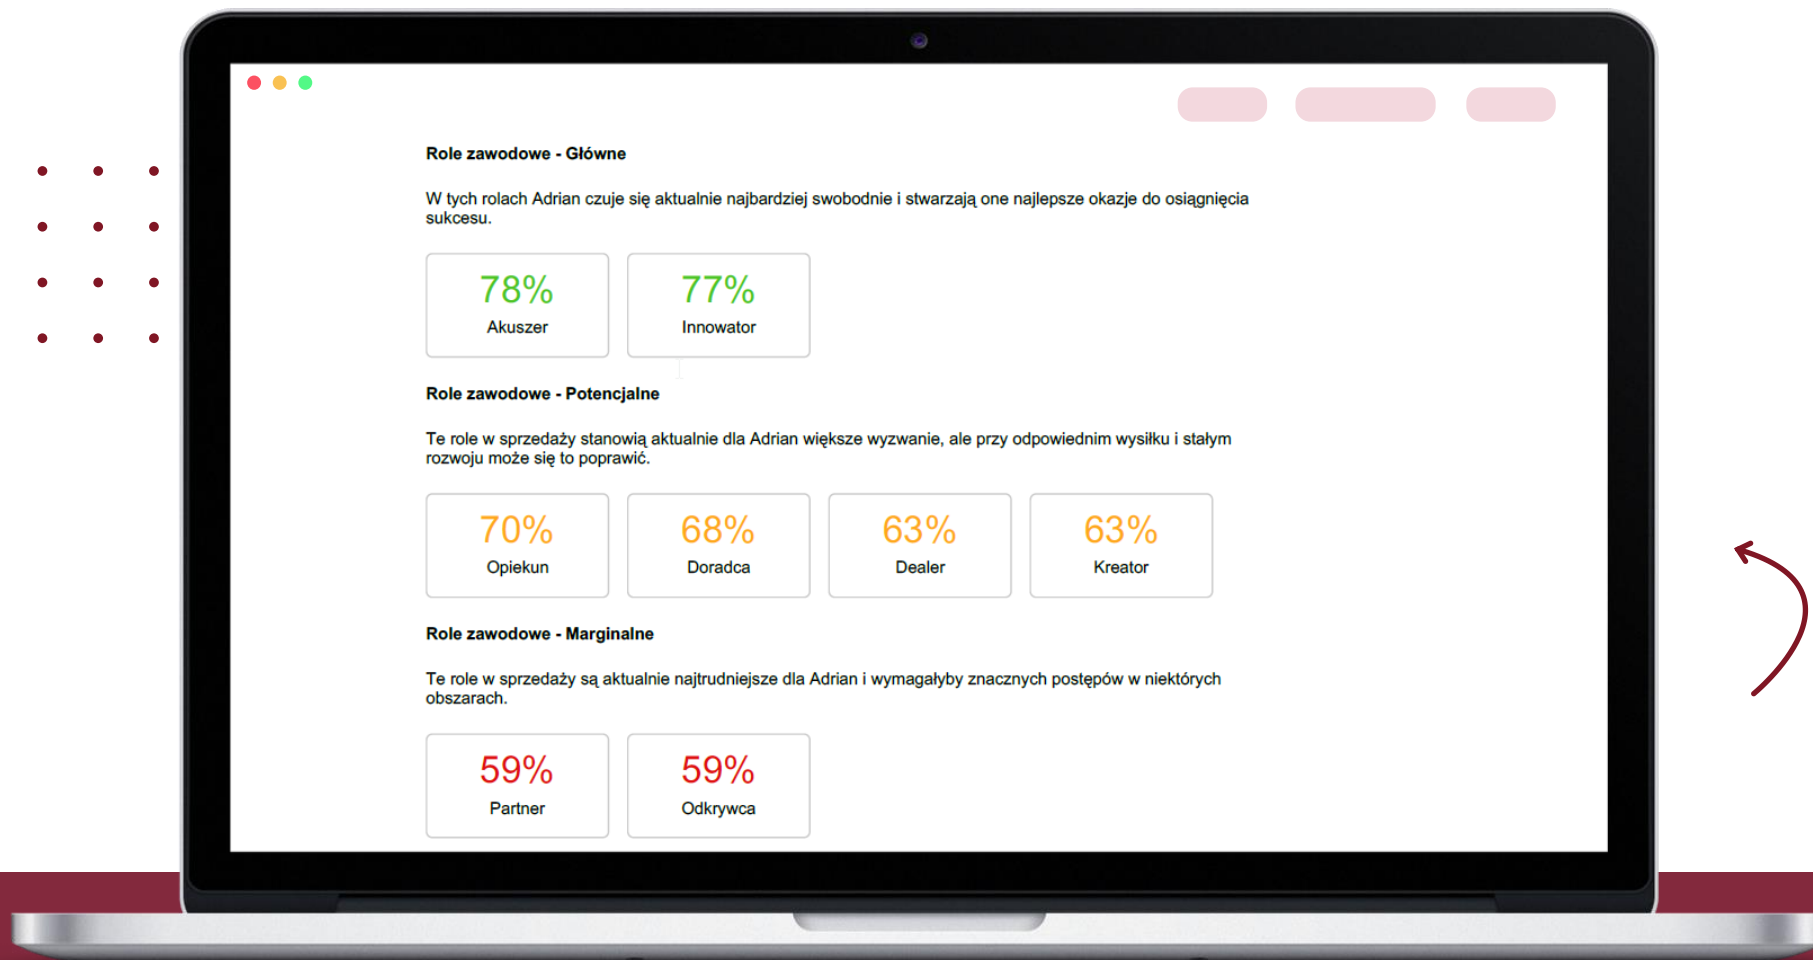 Role zawodowe - Główne
W tych rolach Adrian czuje się aktualnie najbardziej swobodnie i stwarzają one najlepsze okazje do osiągnięcia
sukcesu.
78%
Akuszer
77%
Innowator
Role zawodowe - Potencjalne
Te role w sprzedaży stanowią aktualnie dla Adrian większe wyzwanie, ale przy odpowiednim wysiłku i stałym
rozwoju może się to poprawić.
70%
Opiekun
68%
Doradca
63%
Dealer
63%
Kreator
Role zawodowe - Marginalne
Te role w sprzedaży są aktualnie najtrudniejsze dla Adrian i wymagałyby znacznych postępów w niektórych
obszarach.
59%
Partner
59%
Odkrywca